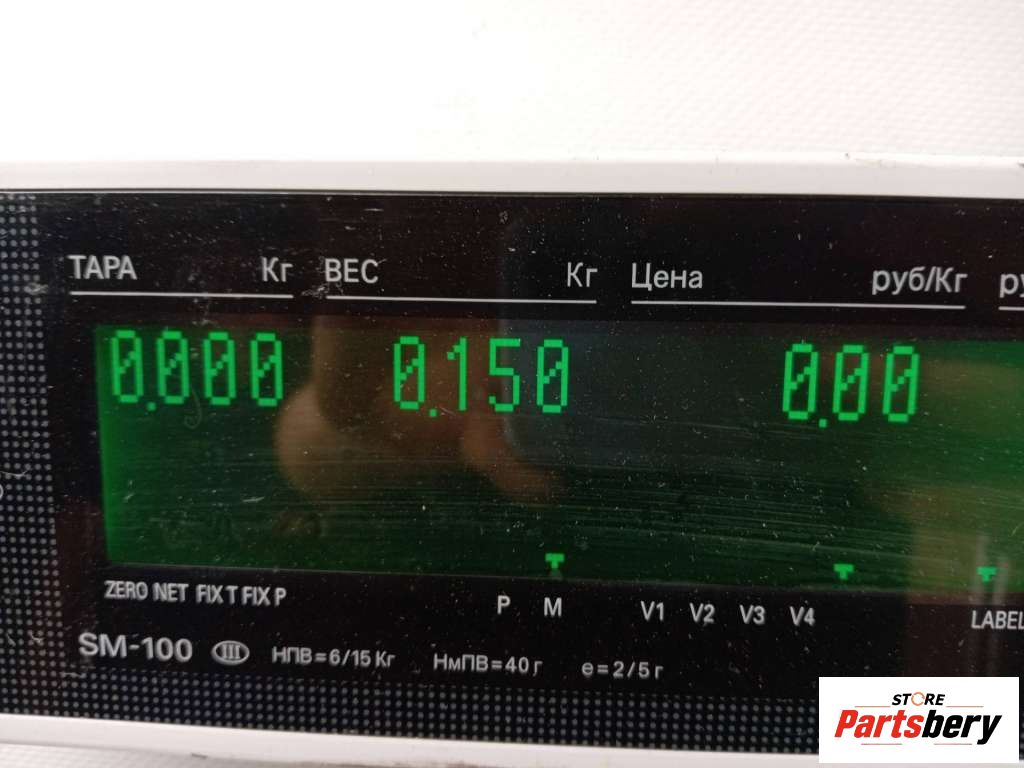 ТАРА Кг ВЕС Кг Цена руб/Кг
0.000 0.150 0.00
ZERO NET FIX T FIX P P M V1 V2 V3 V4 LABEL
SM-100 III НПВ=6/15 Кг НмПВ=40 г e=2/5 г
STORE
Partsbery